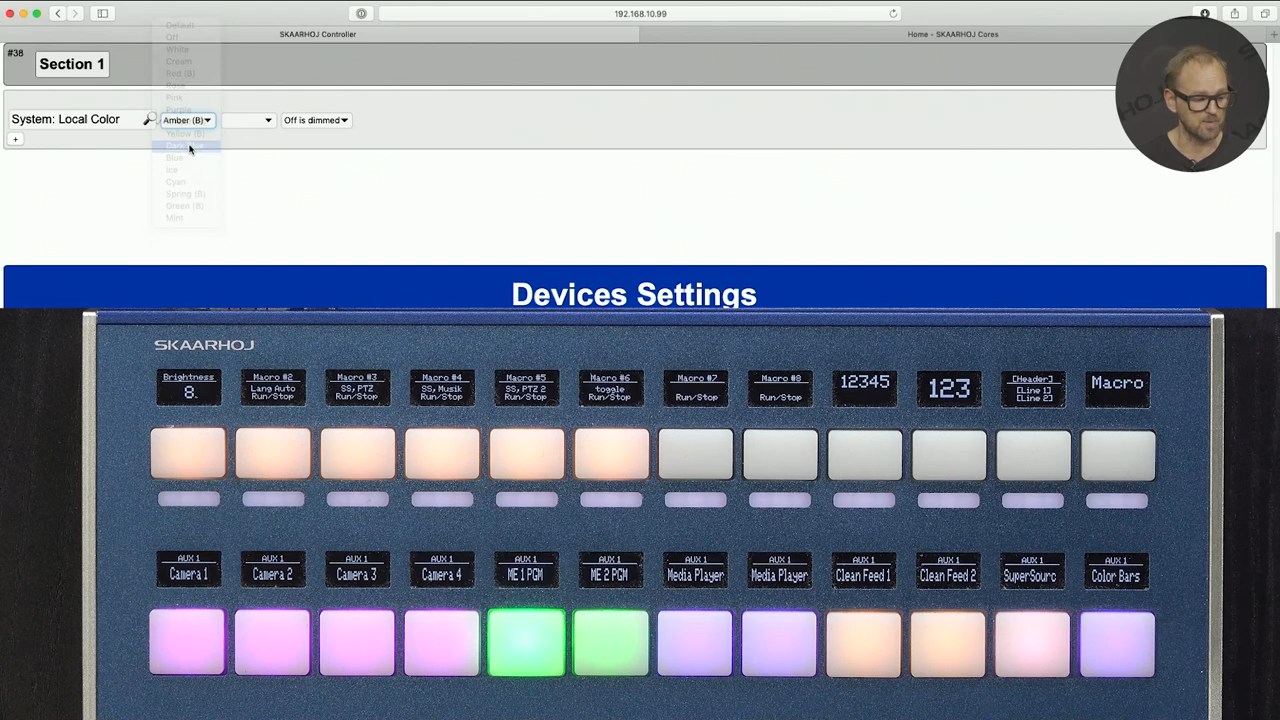 192.168.10.99
SKAARHOJ Controller
Home - SKAARHOJ Cores
#38
Section 1
Default
Off
White
Cream
Red (B)
Rose
Pink
Purple
System: Local Color
Amber (B)
Off is dimmed
+
Yellow (B)
Dark Blue
Blue
Ice
Cyan
Spring (B)
Green (B)
Mint
Devices Settings
SKAARHOJ
Brightness
8.
Macro #2
Lang Auto
Run/Stop
Macro #3
SS, PTZ
Run/Stop
Macro #4
SS, Musik
Run/Stop
Macro #5
SS, PTZ 2
Run/Stop
Macro #6
toggle
Run/Stop
Macro #7
Run/Stop
Macro #8
Run/Stop
12345
123
[Header]
[Line 1]
[Line 2]
Macro
AUX 1
Camera 1
AUX 1
Camera 2
AUX 1
Camera 3
AUX 1
Camera 4
AUX 1
ME 1 PGM
AUX 1
ME 2 PGM
AUX 1
Media Player
AUX 1
Media Player
AUX 1
Clean Feed 1
AUX 1
Clean Feed 2
AUX 1
SuperSourc
AUX 1
Color Bars